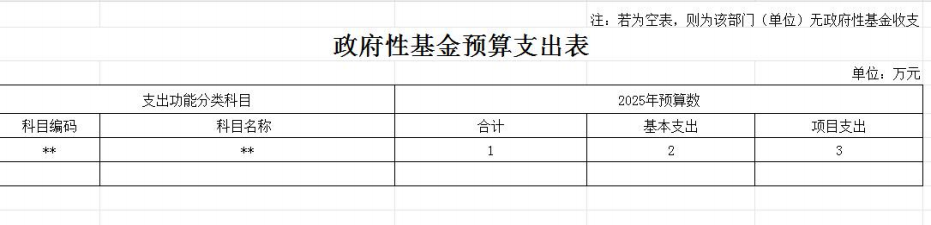 注：若为空表，则为该部门（单位）无政府性基金收支
政府性基金预算支出表
单位：万元
支出功能分类科目 2025年预算数
科目编码 科目名称 合计 基本支出 项目支出
** ** 1 2 3